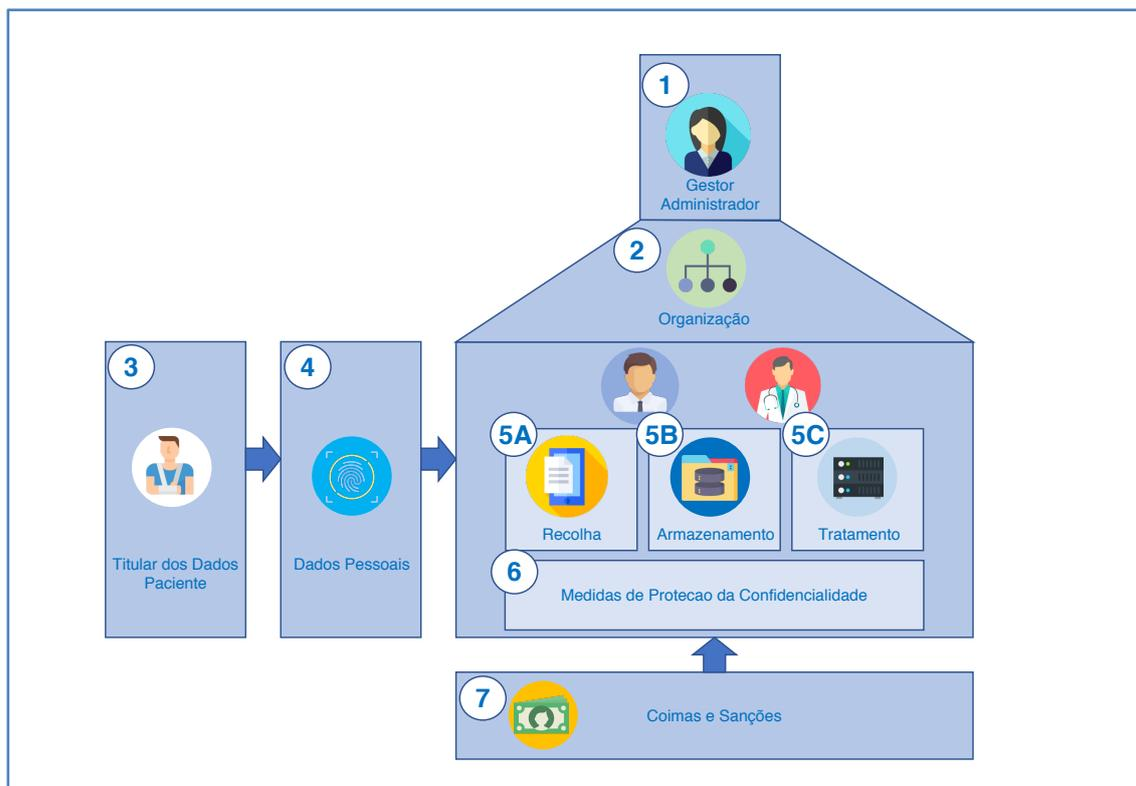 1
Gestor
Administrador
2
Organização
3
Titular dos Dados
Paciente
4
Dados Pessoais
5A
Recolha
5B
Armazenamento
5C
Tratamento
6
Medidas de Protecao da Confidencialidade
7
Coimas e Sanções